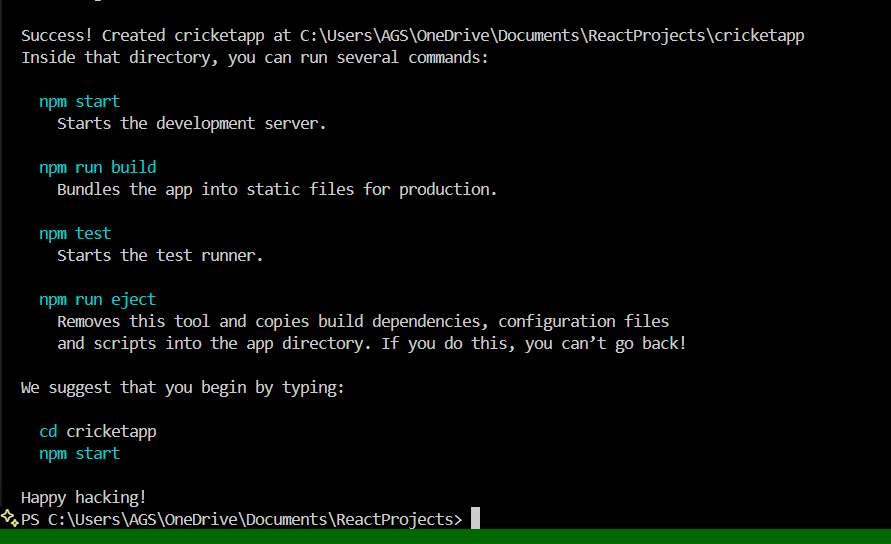 Success! Created cricketapp at C:\Users\AGS\OneDrive\Documents\ReactProjects\cricketapp
Inside that directory, you can run several commands:
npm start
Starts the development server.
npm run build
Bundles the app into static files for production.
npm test
Starts the test runner.
npm run eject
Removes this tool and copies build dependencies, configuration files
and scripts into the app directory. If you do this, you can’t go back!
We suggest that you begin by typing:
cd cricketapp
npm start
Happy hacking!
PS C:\Users\AGS\OneDrive\Documents\ReactProjects>